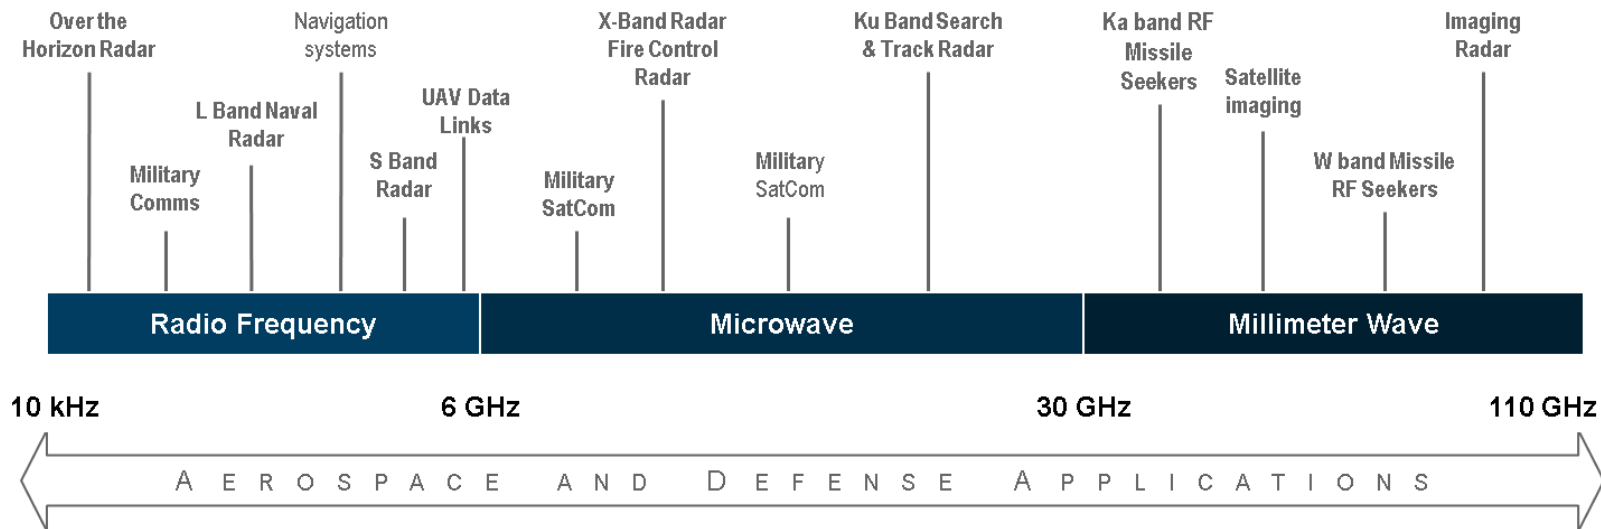 Over the
Horizon Radar
Military
Comms
L Band Naval
Radar
Navigation
systems
S Band
Radar
UAV Data
Links
Military
SatCom
X-Band Radar
Fire Control
Radar
Military
SatCom
Ku Band Search
& Track Radar
Ka band RF
Missile
Seekers
Satellite
imaging
W band Missile
RF Seekers
Imaging
Radar
Radio Frequency
Microwave
Millimeter Wave
10 kHz
6 GHz
30 GHz
110 GHz
AEROSPACE AND DEFENSE APPLICATIONS